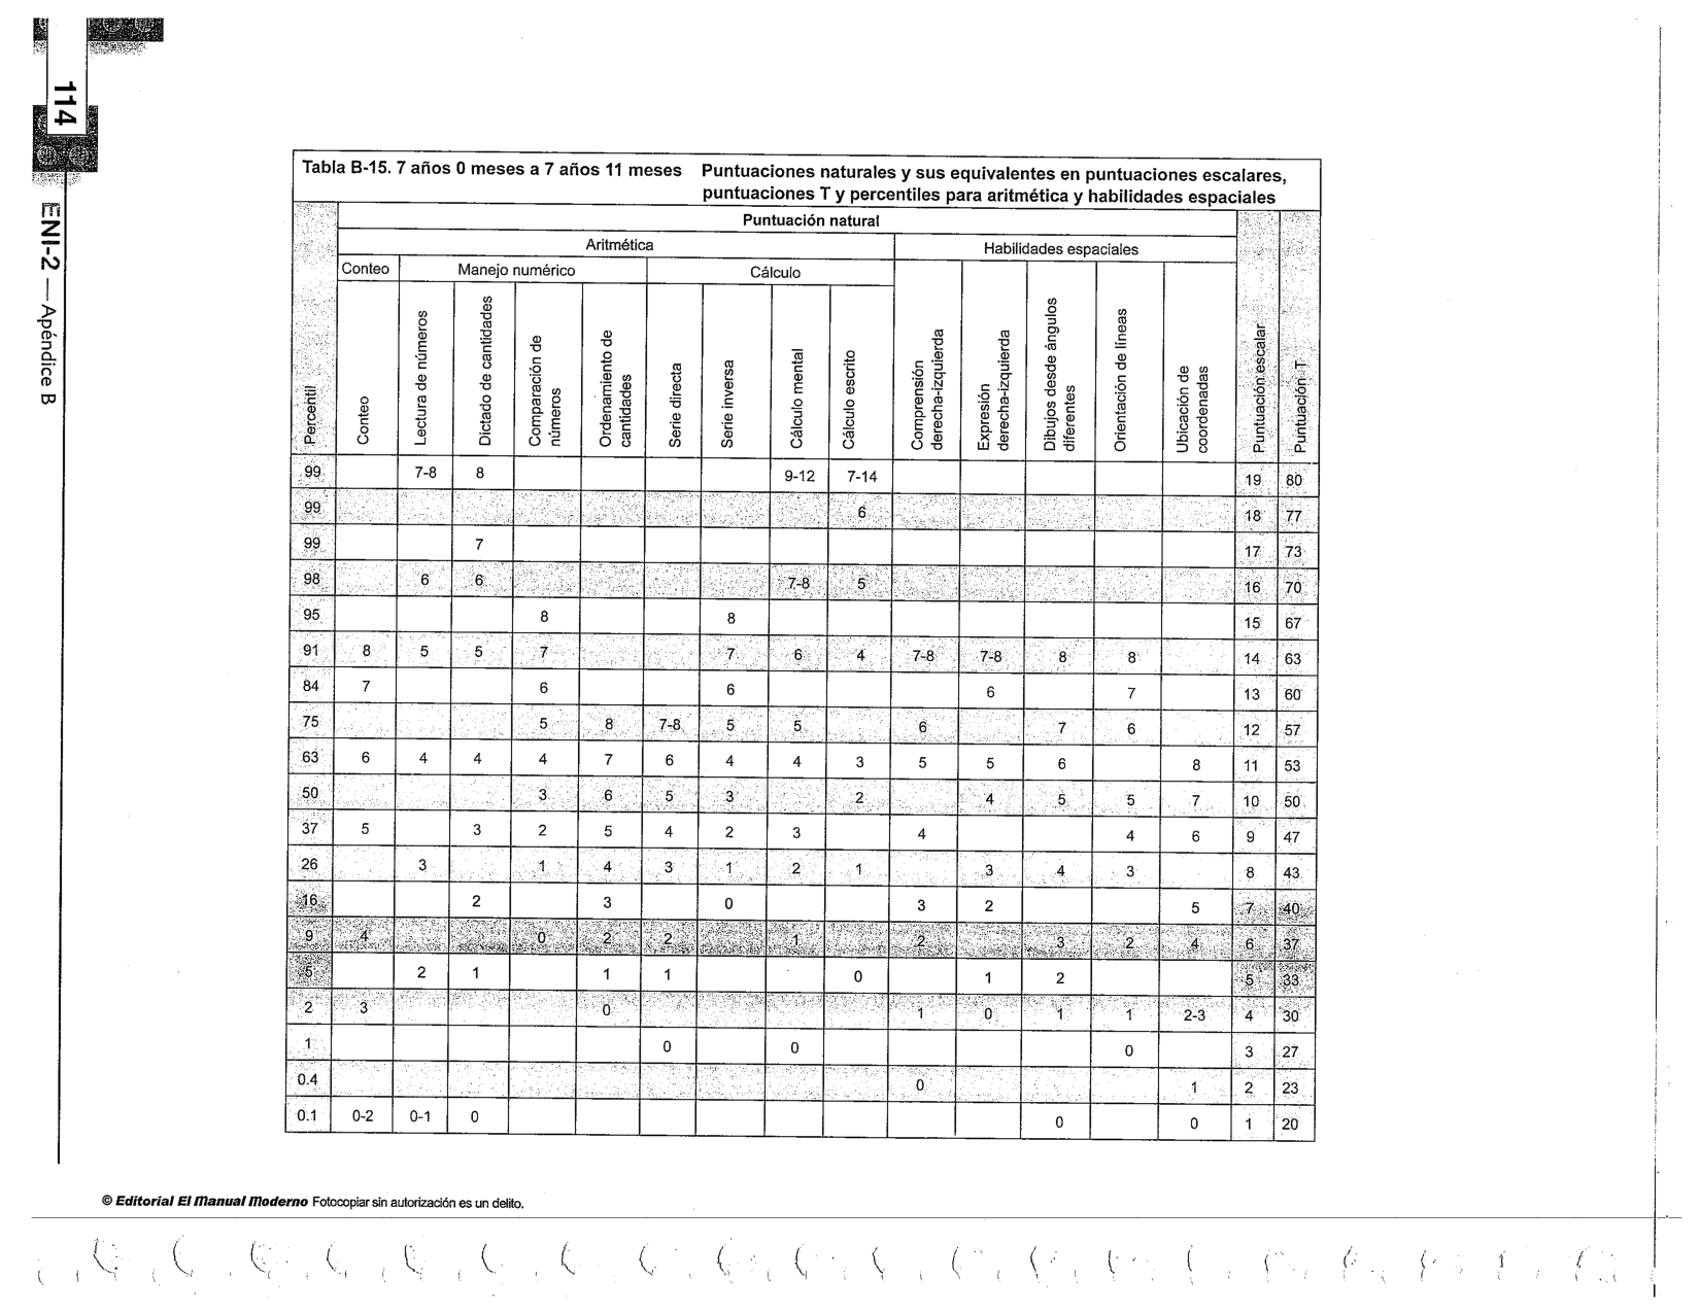 114
ENI-2 — Apéndice B
Tabla B-15. 7 años 0 meses a 7 años 11 meses Puntuaciones naturales y sus equivalentes en puntuaciones escalares,
puntuaciones T y percentiles para aritmética y habilidades espaciales
Puntuación natural
Aritmética Habilidades espaciales
Conteo Manejo numérico Cálculo
Percentil
Conteo
Lectura de números
Dictado de cantidades
Comparación de
números
Ordenamiento de
cantidades
Serie directa
Serie inversa
Cálculo mental
Cálculo escrito
Comprensión
derecha-izquierda
Expresión
derecha-izquierda
Dibujos desde ángulos
diferentes
Orientación de líneas
Ubicación de
coordenadas
Puntuación escalar
Puntuación T
99 7-8 8 9-12 7-14 19 80
99 6 18 77
99 7 17 73
98 6 6 7-8 5 16 70
95 8 8 15 67
91 8 5 5 7 7 6 4 7-8 7-8 8 8 14 63
84 7 6 6 6 7 13 60
75 5 8 7-8 5 5 6 7 6 12 57
63 6 4 4 4 7 6 4 4 3 5 5 6 8 11 53
50 3 6 5 3 2 4 5 5 7 10 50
37 5 3 2 5 4 2 3 4 4 6 9 47
26 3 1 4 3 1 2 1 3 4 3 8 43
16 2 3 0 3 2 5 7 40
9 4 0 2 2 1 2 3 2 4 6 37
5 2 1 1 1 0 1 2 5 33
2 3 0 1 0 1 1 2-3 4 30
1 0 0 0 3 27
0.4 0 1 2 23
0.1 0-2 0-1 0 0 0 1 20
© Editorial El Manual Moderno Fotocopiar sin autorización es un delito.